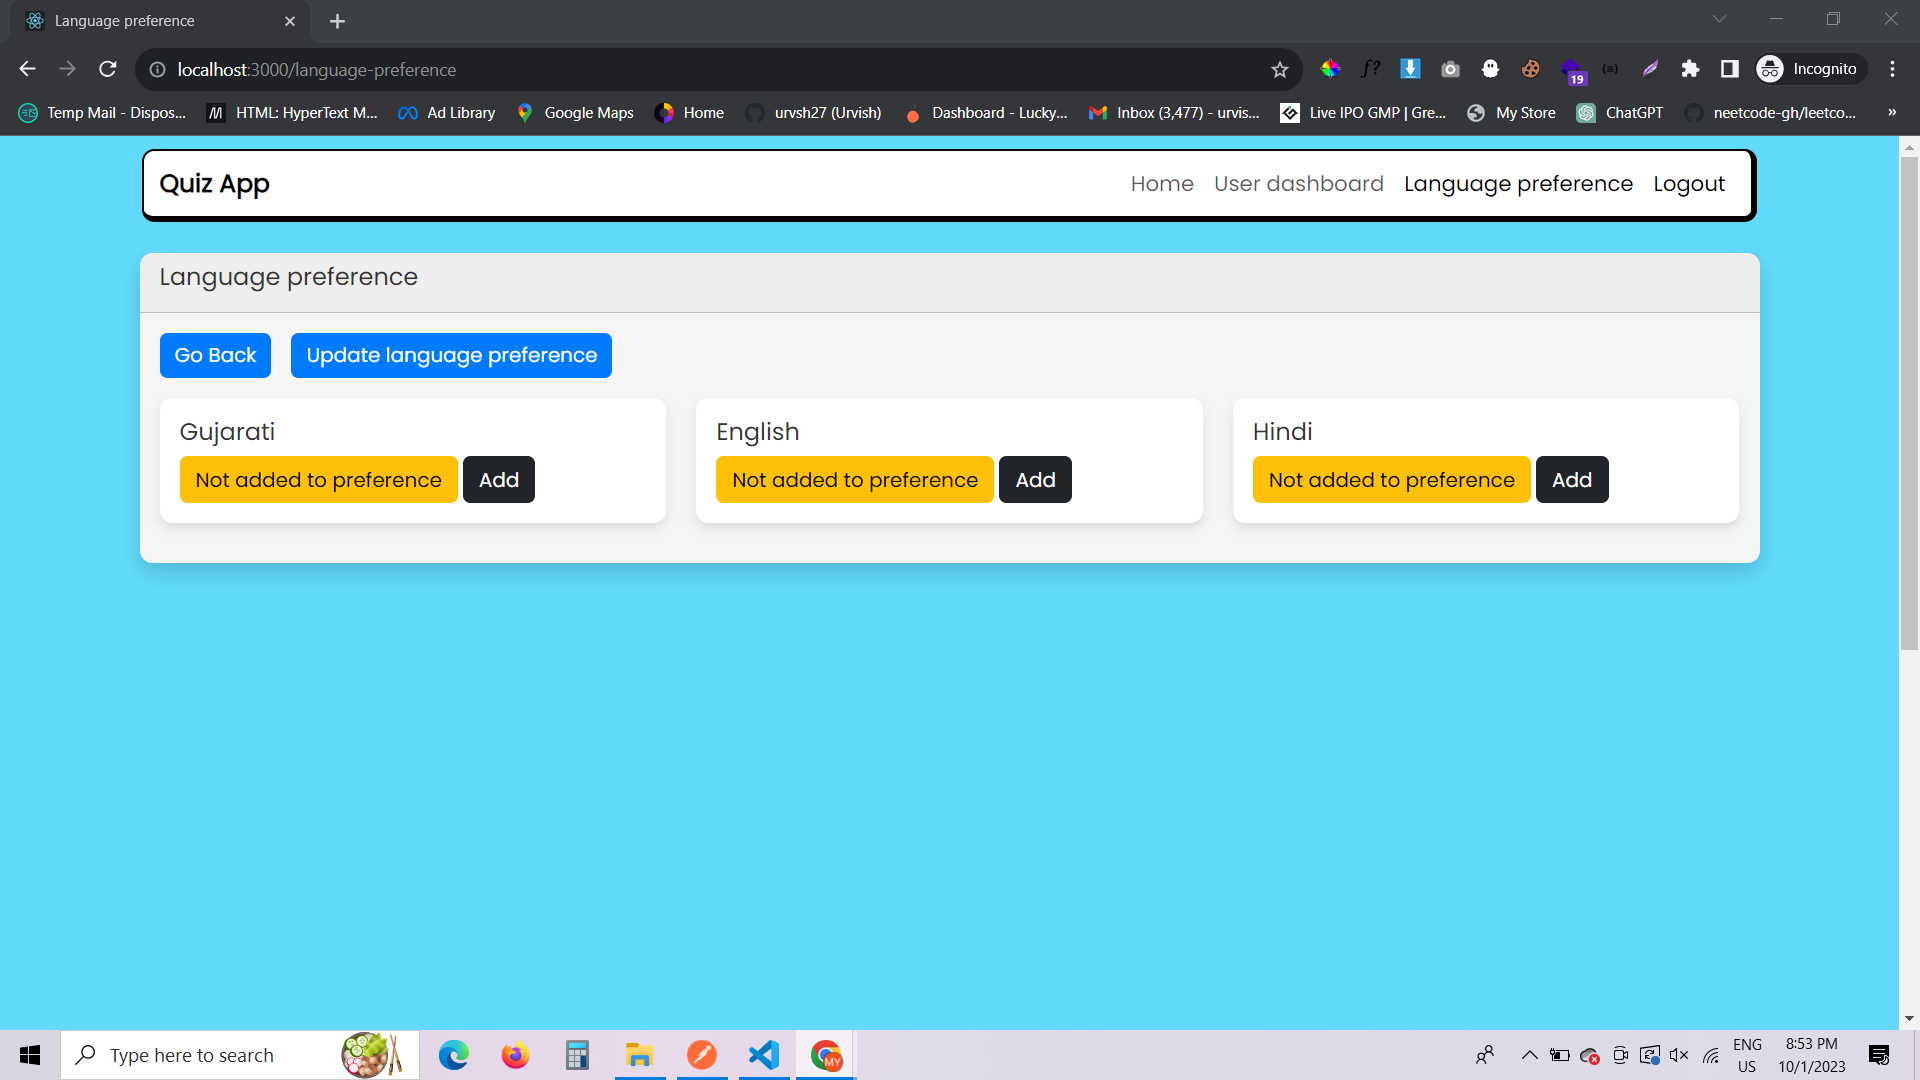 Language preference
localhost:3000/language-preference
19
Incognito
Temp Mail - Dispos... HTML: HyperText M... Ad Library Google Maps Home urvsh27 (Urvish) Dashboard - Lucky... Inbox (3,477) - urvis... Live IPO GMP | Gre... My Store ChatGPT neetcode-gh/leetco... »
Quiz App Home User dashboard Language preference Logout
Language preference
Go Back Update language preference
Gujarati English Hindi
Not added to preference Add Not added to preference Add Not added to preference Add
Type here to search
MY
ENG
US
8:53 PM
10/1/2023